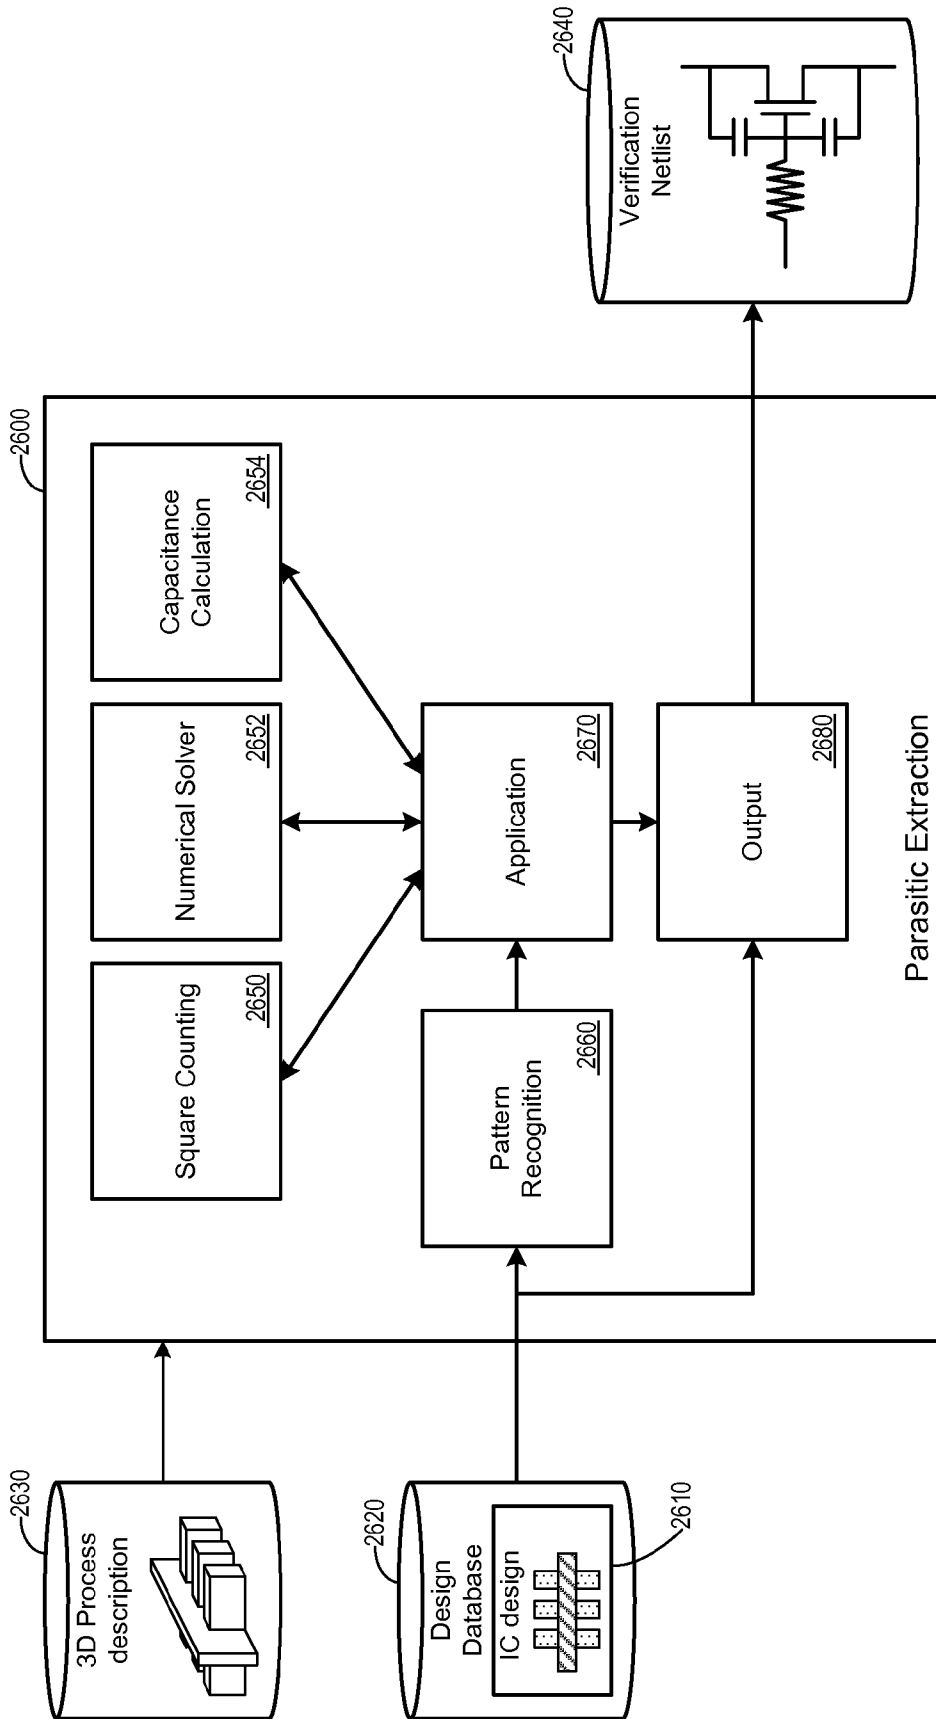 2630
3D Process
description
2620
Design
Database
IC design
2610
2600
Square Counting
2650
Numerical Solver
2652
Capacitance
Calculation
2654
Pattern
Recognition
2660
Application
2670
Output
2680
Parasitic Extraction
2640
Verification
Netlist